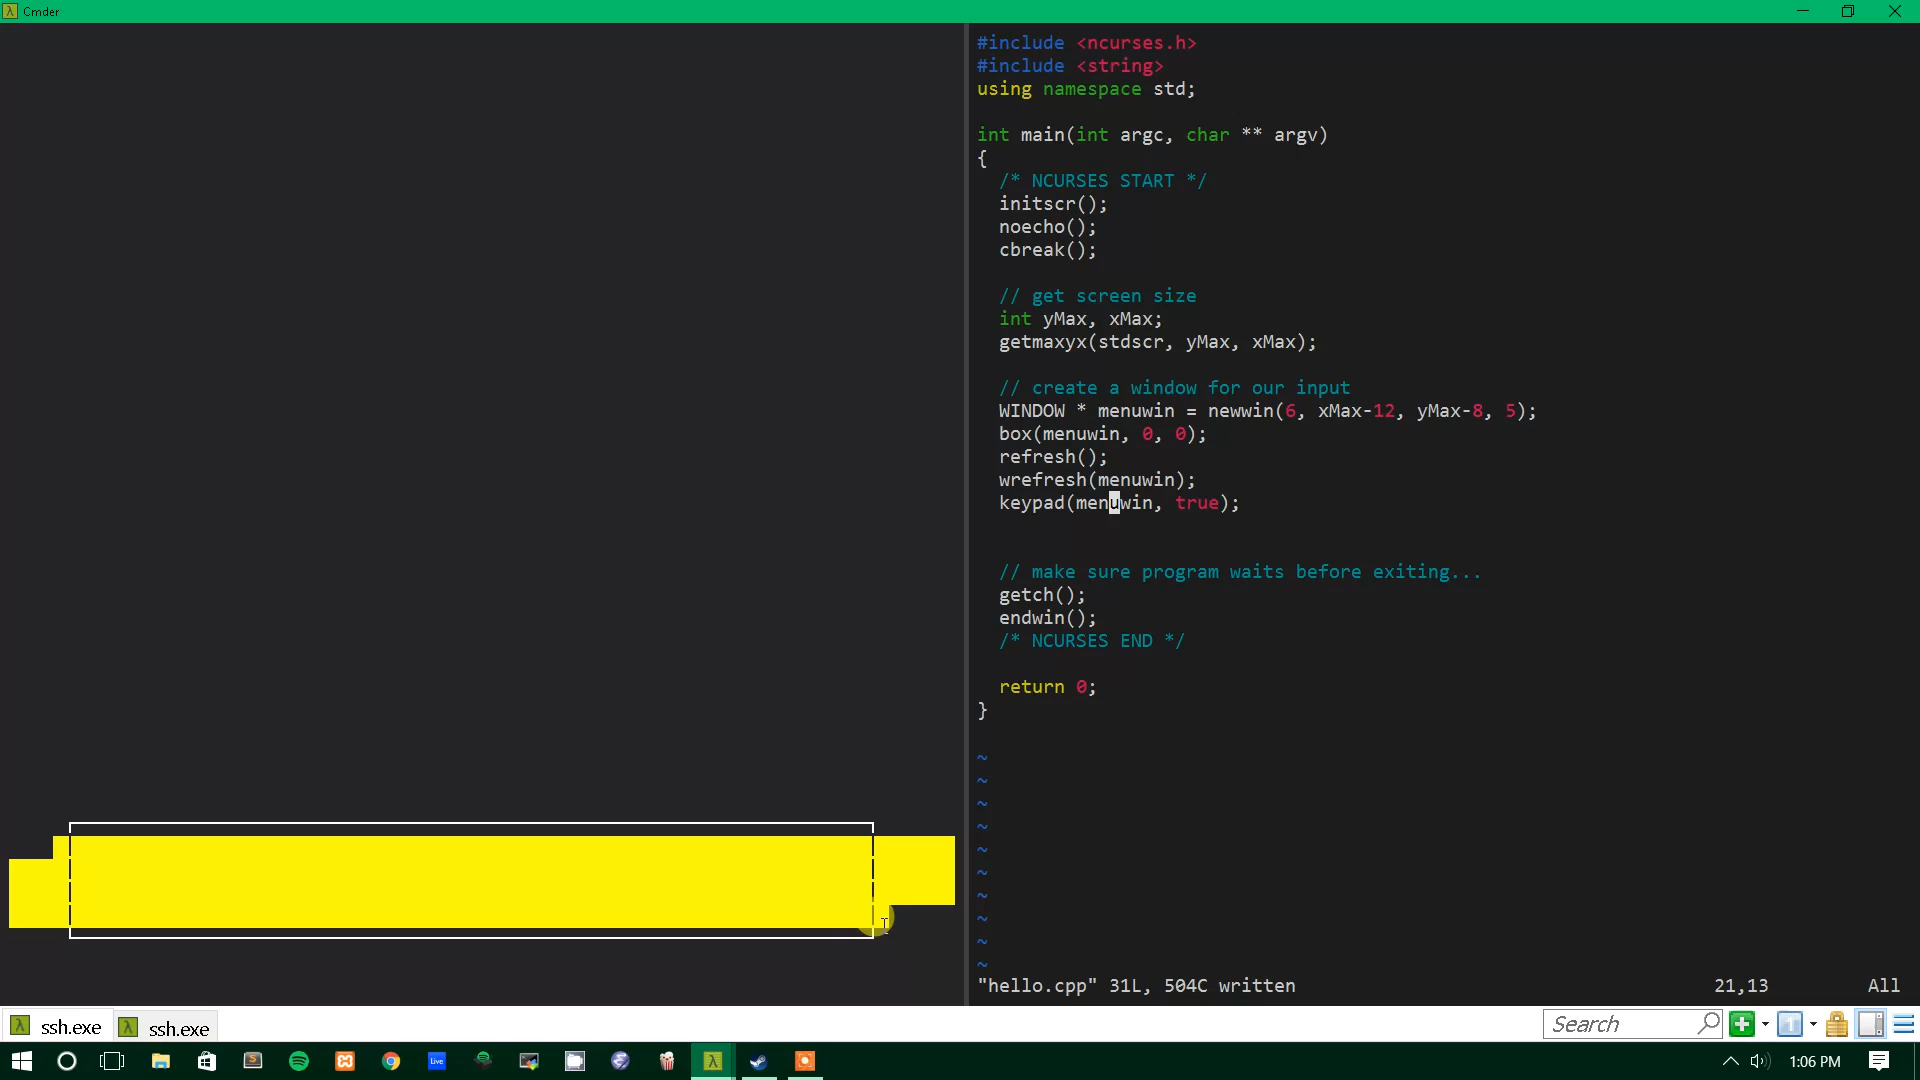 Cmder
#include <ncurses.h>
#include <string>
using namespace std;
int main(int argc, char ** argv)
{
/* NCURSES START */
initscr();
noecho();
cbreak();
// get screen size
int yMax, xMax;
getmaxyx(stdscr, yMax, xMax);
// create a window for our input
WINDOW * menuwin = newwin(6, xMax-12, yMax-8, 5);
box(menuwin, 0, 0);
refresh();
wrefresh(menuwin);
keypad(menuwin, true);
// make sure program waits before exiting...
getch();
endwin();
/* NCURSES END */
return 0;
}
~
~
~
~
~
~
~
~
~
~
"hello.cpp" 31L, 504C written 21,13 All
ssh.exe ssh.exe Search
Live 1:06 PM